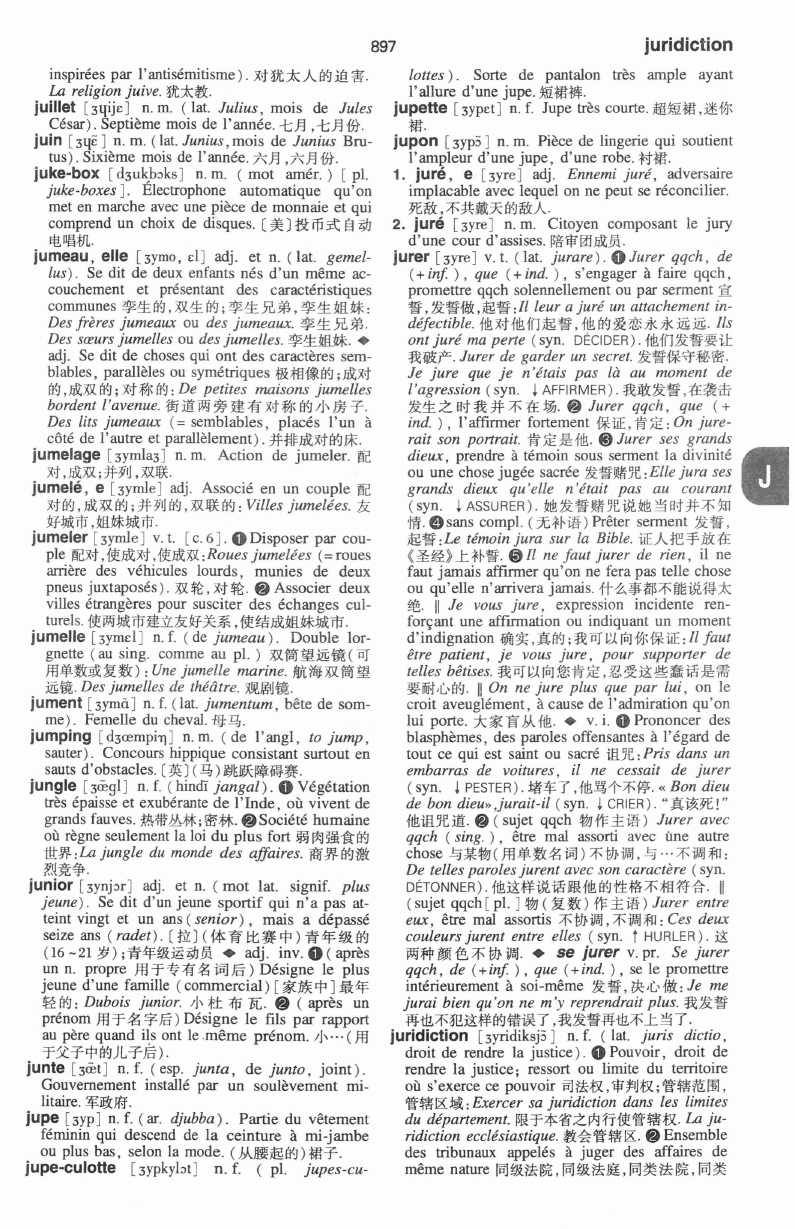 897
juridiction
inspirées par l'antisémitisme). 对犹太人的迫害.
La religion juive. 犹太教.
juillet [ʒɥijɛ] n. m. ( lat. Julius, mois de Jules
César). Septième mois de l'année. 七月,七月份.
juin [ʒɥɛ̃] n. m. (lat. Junius, mois de Junius Bru-
tus). Sixième mois de l'année. 六月,六月份.
juke-box [dʒukbɔks] n. m. ( mot amér. ) [ pl.
juke-boxes ]. Électrophone automatique qu'on
met en marche avec une pièce de monnaie et qui
comprend un choix de disques. [美]投币式自动
电唱机.
jumeau, elle [ʒymo, ɛl] adj. et n. ( lat. gemel-
lus). Se dit de deux enfants nés d'un même ac-
couchement et présentant des caractéristiques
communes 孪生的,双生的;孪生兄弟,孪生姐妹:
Des frères jumeaux ou des jumeaux. 孪生兄弟.
Des sœurs jumelles ou des jumelles. 孪生姐妹. ◆
adj. Se dit de choses qui ont des caractères sem-
blables, parallèles ou symétriques 极相像的;成对
的,成双的;对称的: De petites maisons jumelles
bordent l'avenue. 街道两旁建有对称的小房子.
Des lits jumeaux (= semblables, placés l'un à
côté de l'autre et parallèlement). 并排成对的床.
jumelage [ʒymlaʒ] n. m. Action de jumeler. 配
对,成双;并列,双联.
jumelé, e [ʒymle] adj. Associé en un couple 配
对的,成双的;并列的,双联的: Villes jumelées. 友
好城市,姐妹城市.
jumeler [ʒymle] v. t. [c. 6]. ❶ Disposer par cou-
ple 配对,使成对,使成双: Roues jumelées (= roues
arrière des véhicules lourds, munies de deux
pneus juxtaposés). 双轮,对轮. ❷ Associer deux
villes étrangères pour susciter des échanges cul-
turels. 使两城市建立友好关系,使结成姐妹城市.
jumelle [ʒymɛl] n. f. ( de jumeau). Double lor-
gnette ( au sing. comme au pl. ) 双筒望远镜(可
用单数或复数): Une jumelle marine. 航海双筒望
远镜. Des jumelles de théâtre. 观剧镜.
jument [ʒymɑ̃] n. f. (lat. jumentum, bête de som-
me). Femelle du cheval. 母马.
jumping [dʒœmpiŋ] n. m. ( de l'angl, to jump,
sauter). Concours hippique consistant surtout en
sauts d'obstacles. [英](马)跳跃障碍赛.
jungle [ʒœ̃gl] n. f. ( hindī jangal). ❶ Végétation
très épaisse et exubérante de l'Inde, où vivent de
grands fauves. 热带丛林;密林. ❷ Société humaine
où règne seulement la loi du plus fort 弱肉强食的
世界: La jungle du monde des affaires. 商界的激
烈竞争.
junior [ʒynjɔr] adj. et n. ( mot lat. signif. plus
jeune). Se dit d'un jeune sportif qui n'a pas at-
teint vingt et un ans (senior), mais a dépassé
seize ans (radet). [拉](体育比赛中)青年级的
(16~21 岁);青年级运动员 ◆ adj. inv. ❶ (après
un n. propre 用于专有名词后) Désigne le plus
jeune d'une famille (commercial) [家族中]最年
轻的: Dubois junior. 小杜布瓦. ❷ ( après un
prénom 用于名字后) Désigne le fils par rapport
au père quand ils ont le même prénom. 小…(用
于父子中的儿子后).
junte [ʒœ̃t] n. f. ( esp. junta, de junto, joint).
Gouvernement installé par un soulèvement mi-
litaire. 军政府.
jupe [ʒyp] n. f. (ar. djubba). Partie du vêtement
féminin qui descend de la ceinture à mi-jambe
ou plus bas, selon la mode. (从腰起的)裙子.
jupe-culotte [ʒypkylɔt] n. f. ( pl. jupes-cu-
lottes ). Sorte de pantalon très ample ayant
l'allure d'une jupe. 短裙裤.
jupette [ʒypɛt] n. f. Jupe très courte. 超短裙,迷你
裙.
jupon [ʒypɔ̃] n. m. Pièce de lingerie qui soutient
l'ampleur d'une jupe, d'une robe. 衬裙.
1. juré, e [ʒyre] adj. Ennemi juré, adversaire
implacable avec lequel on ne peut se réconcilier.
死敌,不共戴天的敌人.
2. juré [ʒyre] n. m. Citoyen composant le jury
d'une cour d'assises. 陪审团成员.
jurer [ʒyre] v. t. (lat. jurare). ❶ Jurer qqch, de
(+ inf. ), que (+ ind. ), s'engager à faire qqch,
promettre qqch solennellement ou par serment 宣
誓,发誓做,起誓: Il leur a juré un attachement in-
défectible. 他对他们起誓,他的爱恋永永远远. Ils
ont juré ma perte (syn. DÉCIDER). 他们发誓要让
我破产. Jurer de garder un secret. 发誓保守秘密.
Je jure que je n'étais pas là au moment de
l'agression (syn. ↓ AFFIRMER). 我敢发誓,在袭击
发生之时我并不在场. ❷ Jurer qqch, que (+
ind. ), l'affirmer fortement 保证,肯定: On jure-
rait son portrait. 肯定是他. ❸ Jurer ses grands
dieux, prendre à témoin sous serment la divinité
ou une chose jugée sacrée 发誓赌咒: Elle jura ses
grands dieux qu'elle n'était pas au courant
(syn. ↓ ASSURER). 她发誓赌咒说她当时并不知
情. ❹ sans compl. (无补语) Prêter serment 发誓,
起誓: Le témoin jura sur la Bible. 证人把手放在
《圣经》上补誓. ❺ Il ne faut jurer de rien, il ne
faut jamais affirmer qu'on ne fera pas telle chose
ou qu'elle n'arrivera jamais. 什么事都不能说得太
绝. ‖ Je vous jure, expression incidente ren-
forçant une affirmation ou indiquant un moment
d'indignation 确实,真的;我可以向你保证: Il faut
être patient, je vous jure, pour supporter de
telles bêtises. 我可以向您肯定,忍受这些蠢话是需
要耐心的. ‖ On ne jure plus que par lui, on le
croit aveuglément, à cause de l'admiration qu'on
lui porte. 大家盲从他. ◆ v. i. ❶ Prononcer des
blasphèmes, des paroles offensantes à l'égard de
tout ce qui est saint ou sacré 诅咒: Pris dans un
embarras de voitures, il ne cessait de jurer
(syn. ↓ PESTER). 堵车了,他骂个不停. « Bon dieu
de bon dieu», jurait-il (syn. ↓ CRIER). “真该死!”
他诅咒道. ❷ ( sujet qqch 物作主语) Jurer avec
qqch ( sing. ), être mal assorti avec une autre
chose 与某物(用单数名词)不协调,与…不调和:
De telles paroles jurent avec son caractère (syn.
DÉTONNER). 他这样说话跟他的性格不相符合. ‖
(sujet qqch [pl. ]物(复数)作主语) Jurer entre
eux, être mal assortis 不协调,不调和: Ces deux
couleurs jurent entre elles (syn. ↑ HURLER). 这
两种颜色不协调. ◆ se jurer v. pr. Se jurer
qqch, de (+ inf. ), que (+ ind. ), se le promettre
intérieurement à soi-même 发誓,决心做: Je me
jurai bien qu'on ne m'y reprendrait plus. 我发誓
再也不犯这样的错误了,我发誓再也不上当了.
juridiction [ʒyridiksjɔ̃] n. f. ( lat. juris dictio,
droit de rendre la justice). ❶ Pouvoir, droit de
rendre la justice; ressort ou limite du territoire
où s'exerce ce pouvoir 司法权,审判权;管辖范围,
管辖区域: Exercer sa juridiction dans les limites
du département. 限于本省之内行使管辖权. La ju-
ridiction ecclésiastique. 教会管辖区. ❷ Ensemble
des tribunaux appelés à juger des affaires de
même nature 同级法院,同级法庭,同类法院,同类
J